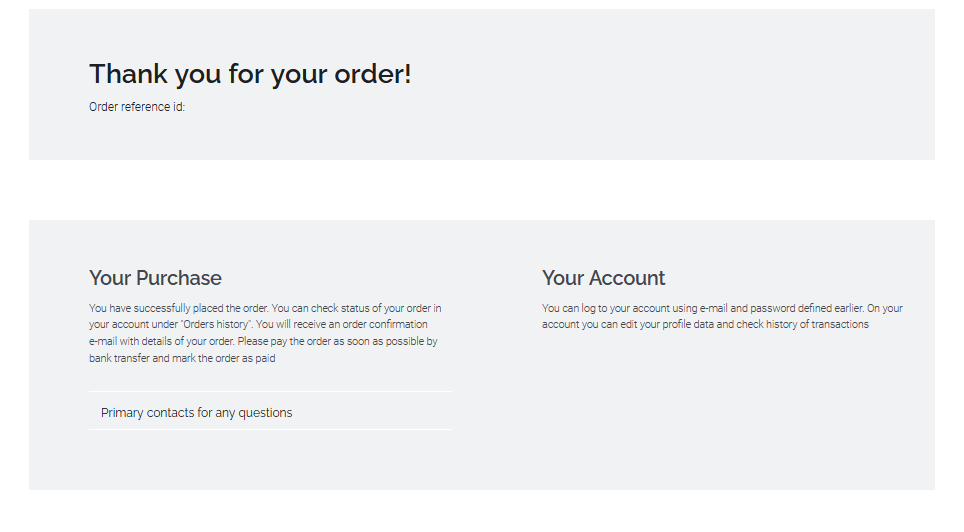 Thank you for your order!
Order reference id:
Your Purchase
You have successfully placed the order. You can check status of your order in
your account under "Orders history". You will receive an order confirmation
e-mail with details of your order. Please pay the order as soon as possible by
bank transfer and mark the order as paid
Primary contacts for any questions
Your Account
You can log to your account using e-mail and password defined earlier. On your
account you can edit your profile data and check history of transactions